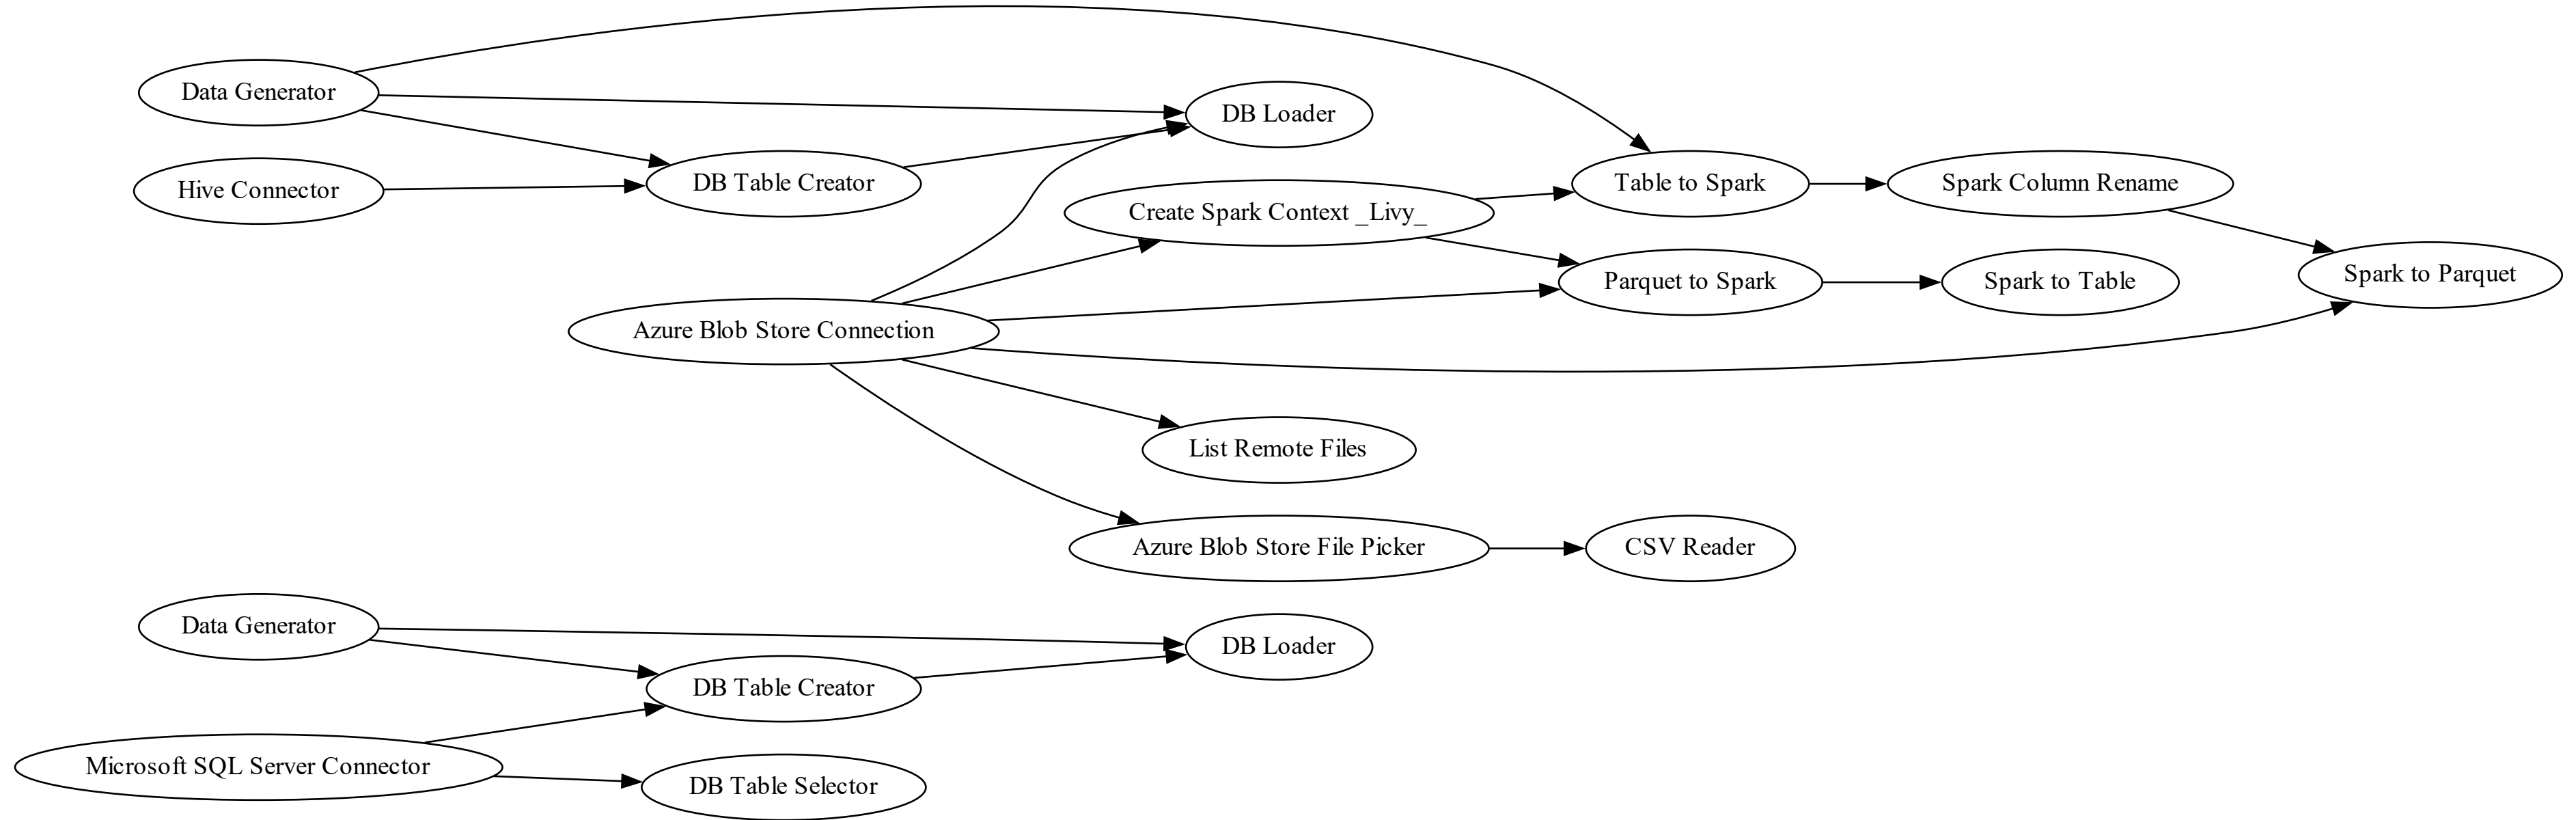 Data Generator
DB Loader
Hive Connector
DB Table Creator
Table to Spark
Spark Column Rename
Create Spark Context _Livy_
Parquet to Spark
Spark to Table
Spark to Parquet
Azure Blob Store Connection
List Remote Files
Azure Blob Store File Picker
CSV Reader
Data Generator
DB Loader
DB Table Creator
Microsoft SQL Server Connector
DB Table Selector